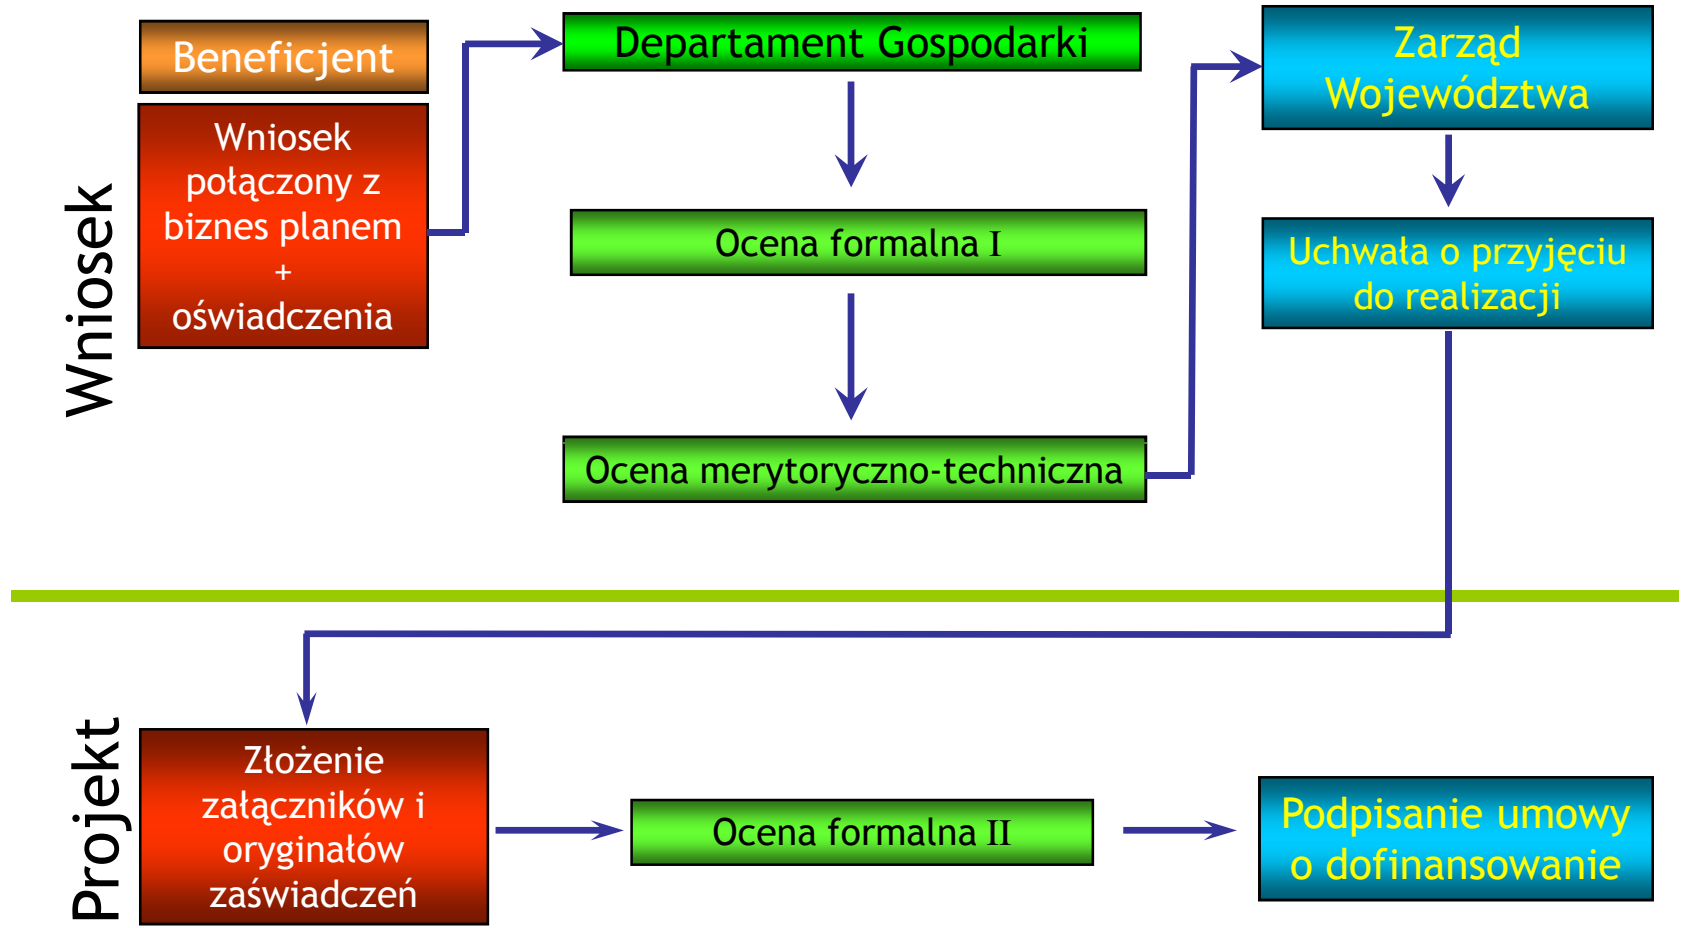 Wniosek
Beneficjent
Wniosek
połączony z
biznes planem
+
oświadczenia
Departament Gospodarki
Ocena formalna I
Ocena merytoryczno-techniczna
Zarząd
Województwa
Uchwała o przyjęciu
do realizacji
Projekt
Złożenie
załączników i
oryginałów
zaświadczeń
Ocena formalna II
Podpisanie umowy
o dofinansowanie